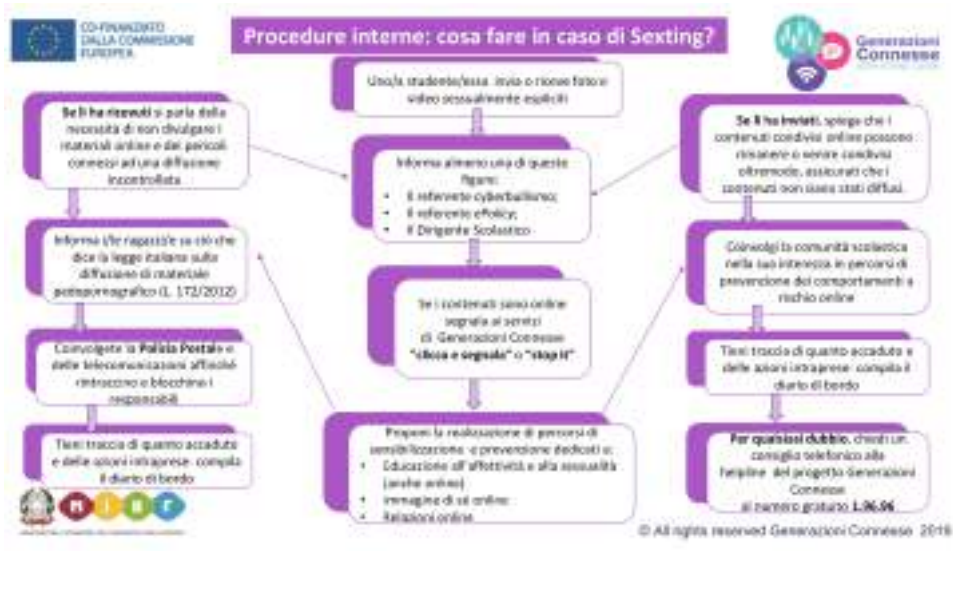 CO-FINANZIATO
DALLA COMMISSIONE
EUROPEA
Procedure interne: cosa fare in caso di Sexting?
Generazioni
Connesse
Uno/a studente/essa invia o riceve foto e
video sessualmente espliciti
Se li ha ricevuti si parla della
necessità di non divulgare i
materiali online e dei pericoli
connessi ad una diffusione
incontrollata
Informa i/le ragazzi/e su ciò che
dice la legge italiana sulla
diffusione di materiale
pedopornografico (L. 172/2012)
Coinvolgete la Polizia Postale e
delle telecomunicazioni affinché
rintraccino e blocchino i
responsabili
Tieni traccia di quanto accaduto
e delle azioni intraprese: compila
il diario di bordo
Informa almeno una di queste
figure:
• Il referente cyberbullismo;
• Il referente ePolicy;
• Il Dirigente Scolastico
Se i contenuti sono online
segnala ai servizi
di Generazioni Connesse
"clicca e segnala" o "stop it"
Proponi la realizzazione di percorsi di
sensibilizzazione e prevenzione dedicati a:
• Educazione all'affettività e alla sessualità
(anche online)
• Immagine di sé online
• Relazioni online
Se li ha inviati, spiega che i
contenuti condivisi online possono
rimanere o venire condivisi
oltremodo, assicurati che i
contenuti non siano stati diffusi.
Coinvolgi la comunità scolastica
nella sua interezza in percorsi di
prevenzione dei comportamenti a
rischio online
Tieni traccia di quanto accaduto e
delle azioni intraprese: compila il
diario di bordo
Per qualsiasi dubbio, chiedi un
consiglio telefonico alla
helpline del progetto Generazioni
Connesse
al numero gratuito 1.96.96
© All rights reserved Generazioni Connesse